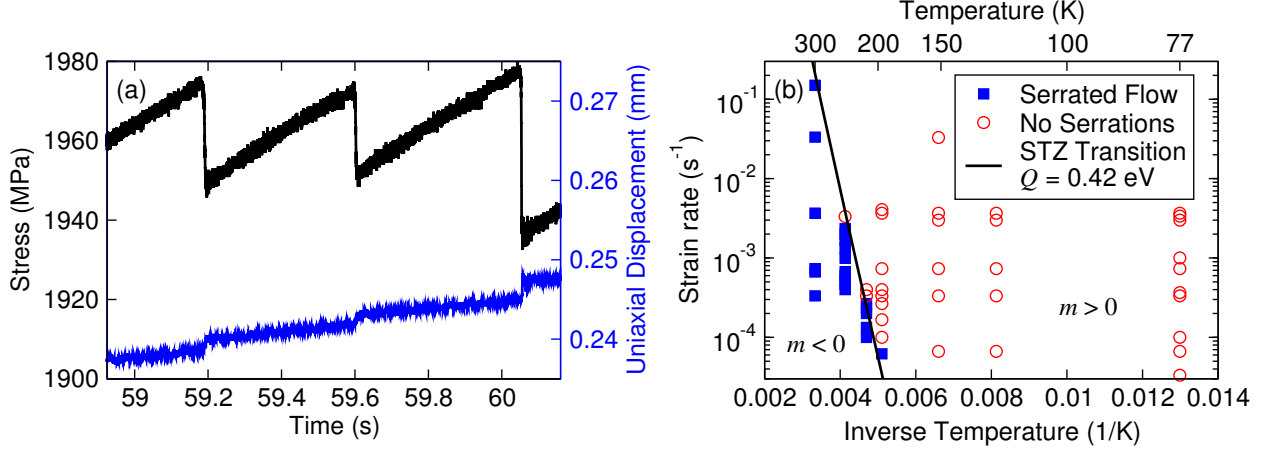 (a)
1980
1960
1940
1920
1900
Stress (MPa)
59
59.2
59.4
59.6
59.8
60
Time (s)
0.27
0.26
0.25
0.24
Uniaxial Displacement (mm)
Temperature (K)
300
200
150
100
77
(b)
Serrated Flow
No Serrations
STZ Transition
Q = 0.42 eV
10⁻¹
10⁻²
10⁻³
10⁻⁴
Strain rate (s⁻¹)
m < 0
m > 0
0.002
0.004
0.006
0.008
0.01
0.012
0.014
Inverse Temperature (1/K)